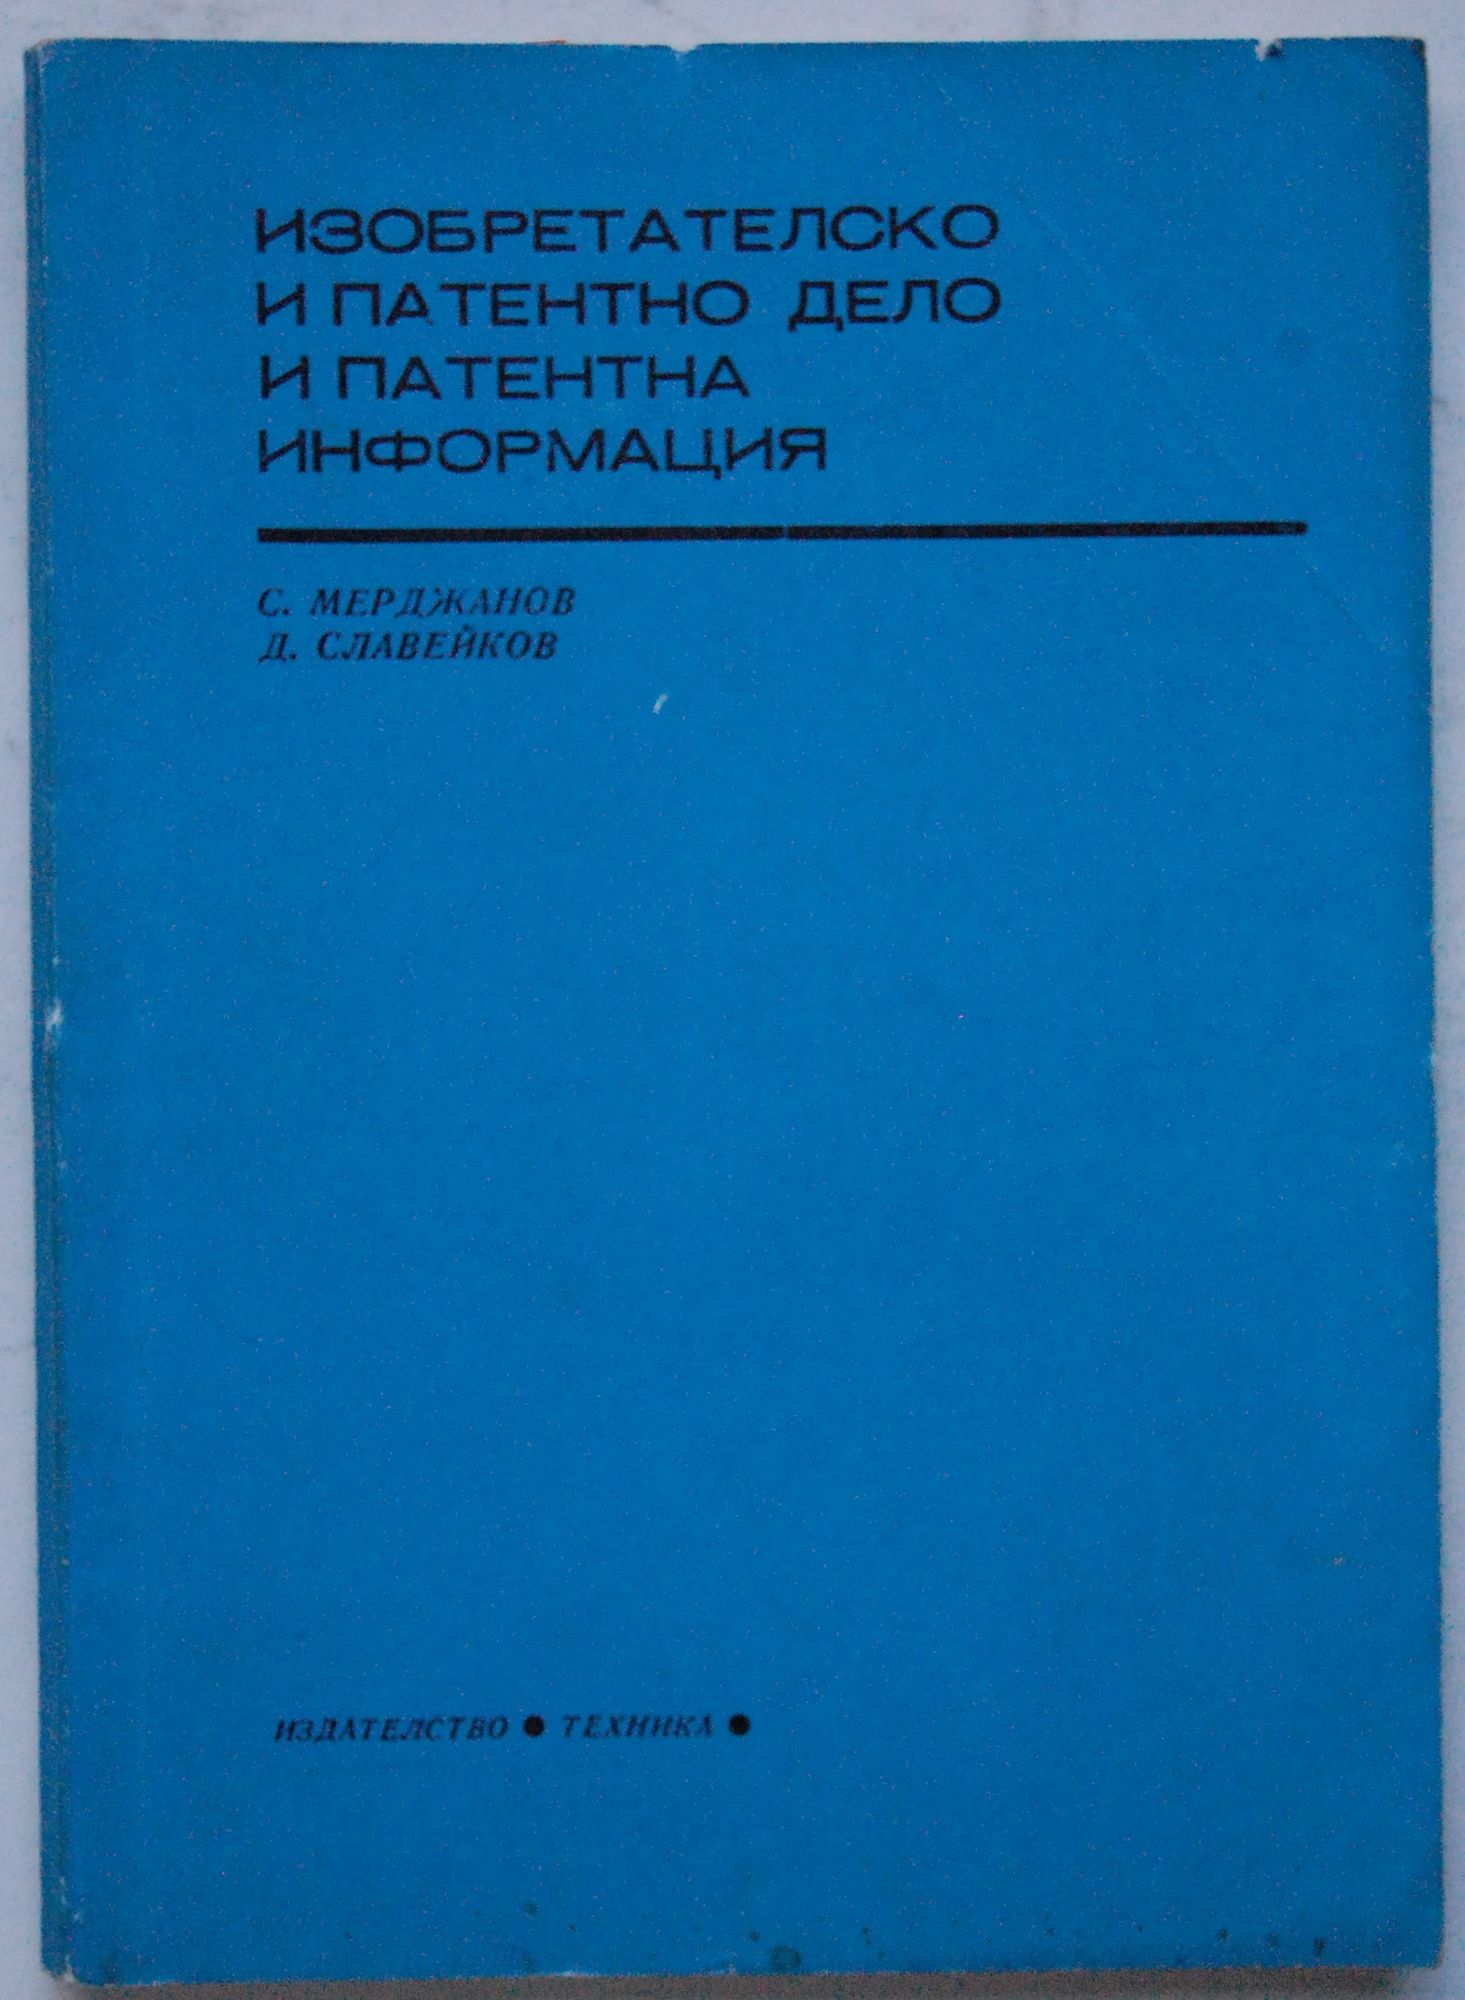 ИЗОБРЕТАТЕЛСКО
И ПАТЕНТНО ДЕЛО
И ПАТЕНТНА
ИНФОРМАЦИЯ
С. МЕРДЖАНОВ
Д. СЛАВЕЙКОВ
ИЗДАТЕЛСТВО ● ТЕХНИКА ●